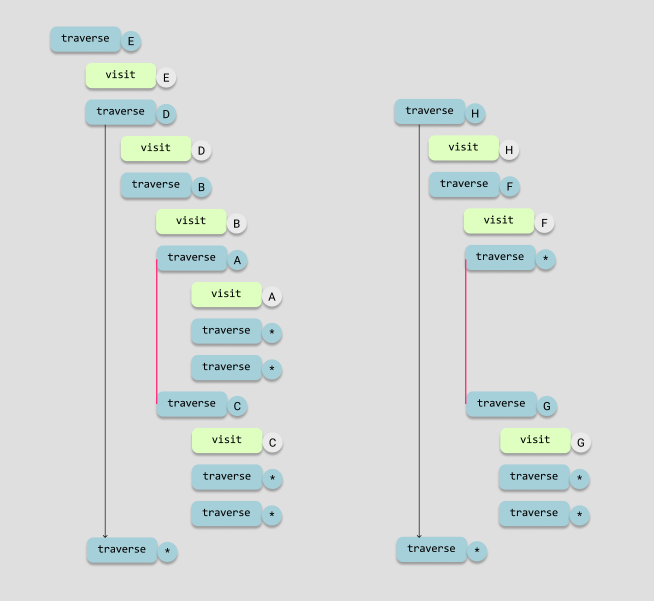 traverse E
visit E
traverse D
visit D
traverse B
visit B
traverse A
visit A
traverse *
traverse *
traverse C
visit C
traverse *
traverse *
traverse *
traverse H
visit H
traverse F
visit F
traverse *
traverse G
visit G
traverse *
traverse *
traverse *